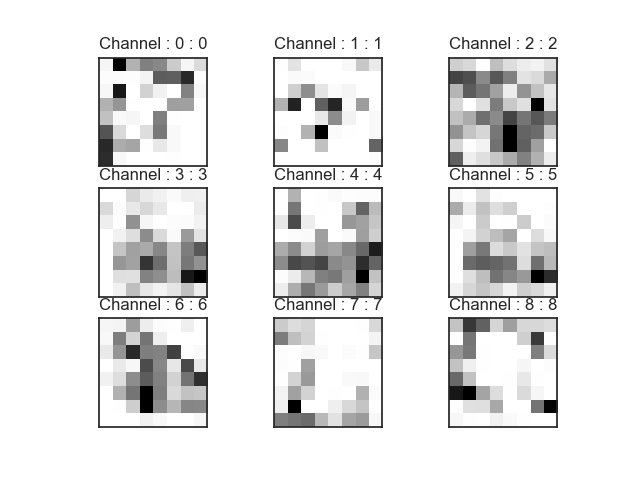 Channel : 0 : 0
Channel : 1 : 1
Channel : 2 : 2
Channel : 3 : 3
Channel : 4 : 4
Channel : 5 : 5
Channel : 6 : 6
Channel : 7 : 7
Channel : 8 : 8